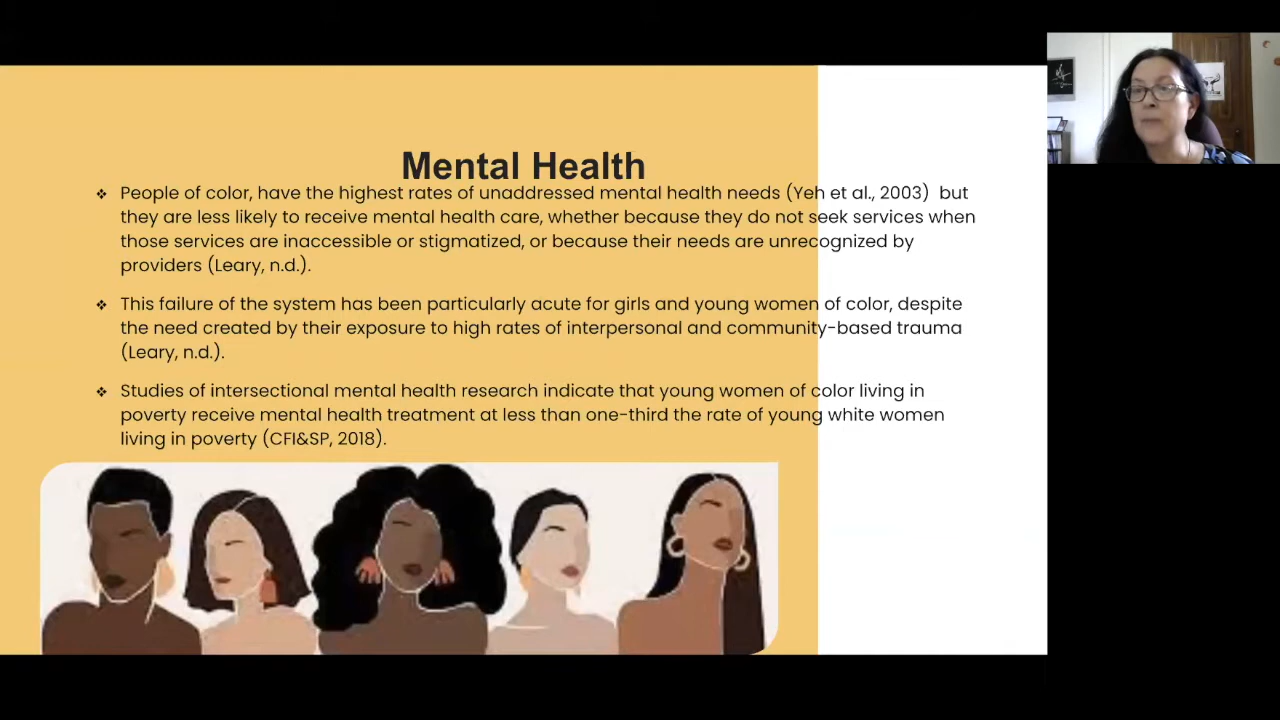 Mental Health
❖ People of color, have the highest rates of unaddressed mental health needs (Yeh et al., 2003)  but
they are less likely to receive mental health care, whether because they do not seek services when
those services are inaccessible or stigmatized, or because their needs are unrecognized by
providers (Leary, n.d.).
❖ This failure of the system has been particularly acute for girls and young women of color, despite
the need created by their exposure to high rates of interpersonal and community-based trauma
(Leary, n.d.).
❖ Studies of intersectional mental health research indicate that young women of color living in
poverty receive mental health treatment at less than one-third the rate of young white women
living in poverty (CFI&SP, 2018).